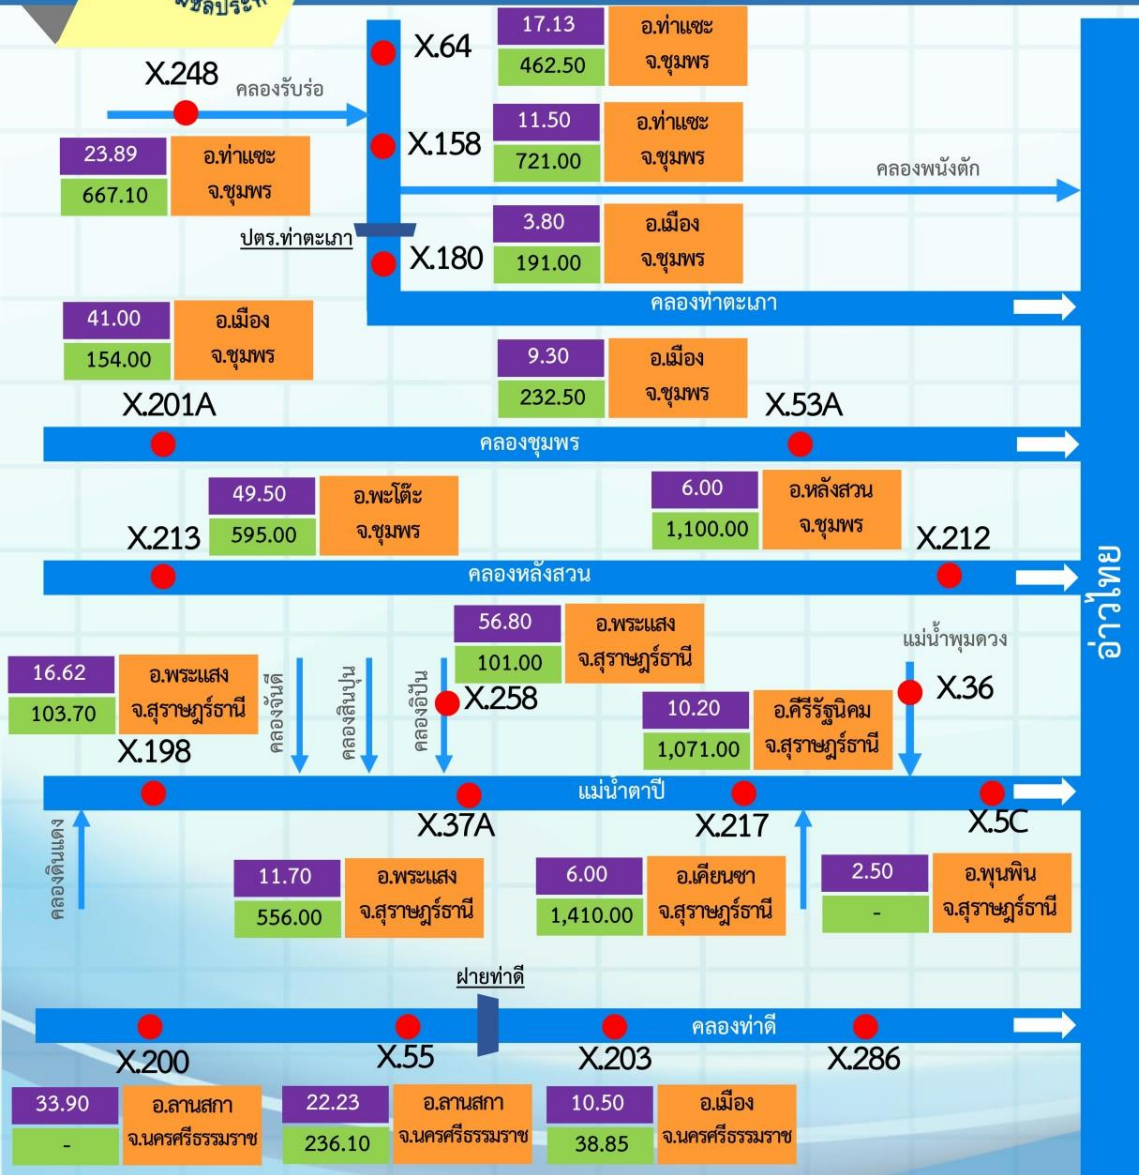 X.64
17.13
462.50
อ.ท่าแซะ
จ.ชุมพร
X.248
คลองรับร่อ
23.89
667.10
อ.ท่าแซะ
จ.ชุมพร
X.158
11.50
721.00
อ.ท่าแซะ
จ.ชุมพร
คลองพนังตัก
ปตร.ท่าตะเภา
X.180
3.80
191.00
อ.เมือง
จ.ชุมพร
คลองท่าตะเภา
41.00
154.00
อ.เมือง
จ.ชุมพร
X.201A
9.30
232.50
อ.เมือง
จ.ชุมพร
X.53A
คลองชุมพร
X.213
49.50
595.00
อ.พะโต๊ะ
จ.ชุมพร
6.00
1,100.00
อ.หลังสวน
จ.ชุมพร
X.212
คลองหลังสวน
อ่าวไทย
16.62
103.70
อ.พระแสง
จ.สุราษฎร์ธานี
X.198
คลองจันดี
คลองสินปุน
คลองอิปัน
56.80
101.00
อ.พระแสง
จ.สุราษฎร์ธานี
X.258
10.20
1,071.00
อ.คีรีรัฐนิคม
จ.สุราษฎร์ธานี
แม่น้ำพุมดวง
X.36
แม่น้ำตาปี
X.37A
X.217
X.5C
คลองดินแดง
11.70
556.00
อ.พระแสง
จ.สุราษฎร์ธานี
6.00
1,410.00
อ.เคียนซา
จ.สุราษฎร์ธานี
2.50
-
อ.พุนพิน
จ.สุราษฎร์ธานี
ฝายท่าดี
คลองท่าดี
X.200
X.55
X.203
X.286
33.90
-
อ.ลานสกา
จ.นครศรีธรรมราช
22.23
236.10
อ.ลานสกา
จ.นครศรีธรรมราช
10.50
38.85
อ.เมือง
จ.นครศรีธรรมราช